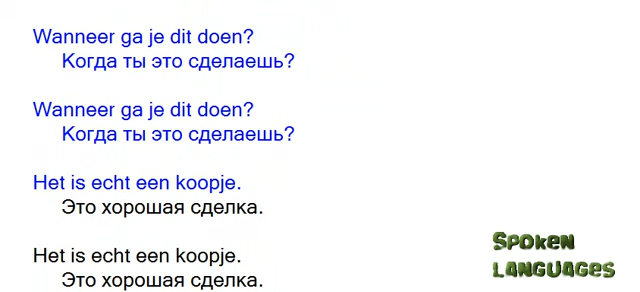 Wanneer ga je dit doen?
Когда ты это сделаешь?
Wanneer ga je dit doen?
Когда ты это сделаешь?
Het is echt een koopje.
Это хорошая сделка.
Het is echt een koopje.
Это хорошая сделка.
SPOKEN
LANGUAGES